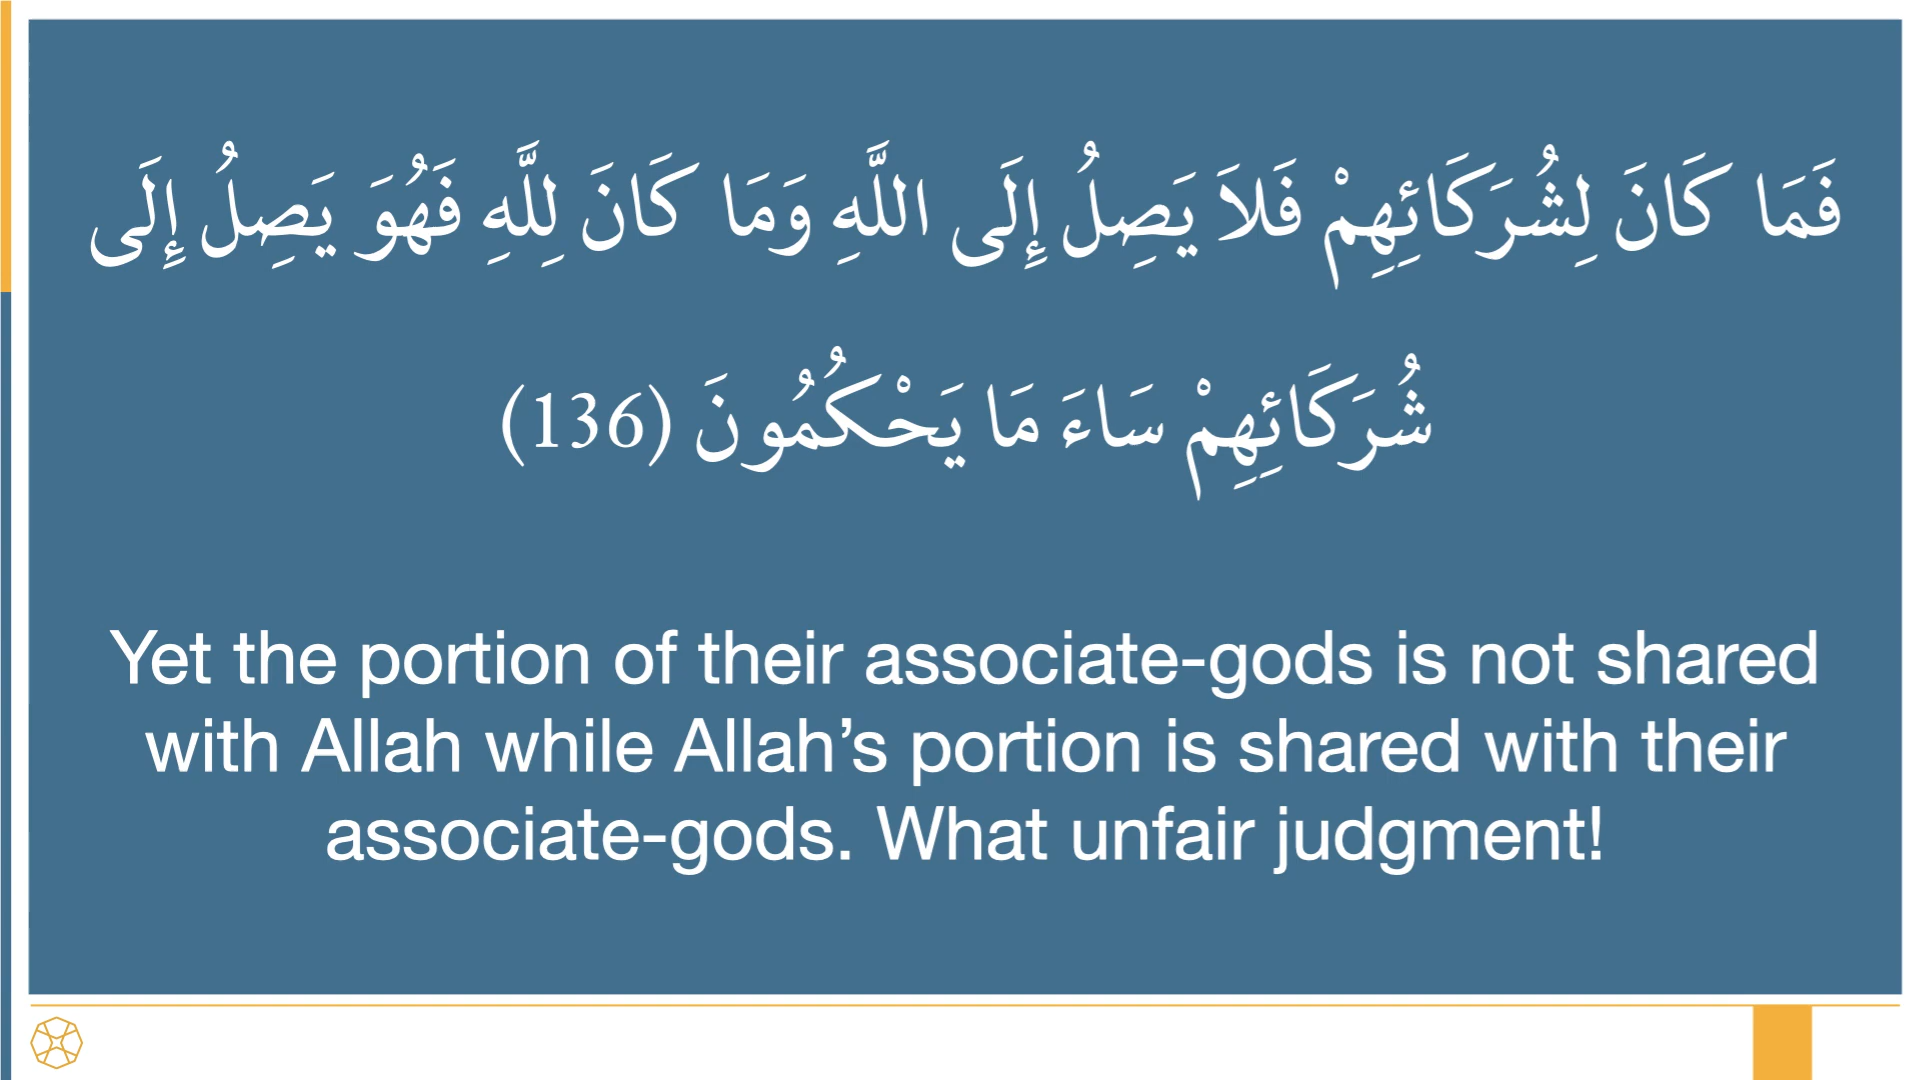 فَمَا كَانَ لِشُرَكَائِهِمْ فَلاَ يَصِلُ إِلَى اللَّهِ وَمَا كَانَ لِلَّهِ فَهُوَ يَصِلُ إِلَى
شُرَكَائِهِمْ سَاءَ مَا يَحْكُمُونَ (136)
Yet the portion of their associate-gods is not shared
with Allah while Allah’s portion is shared with their
associate-gods. What unfair judgment!